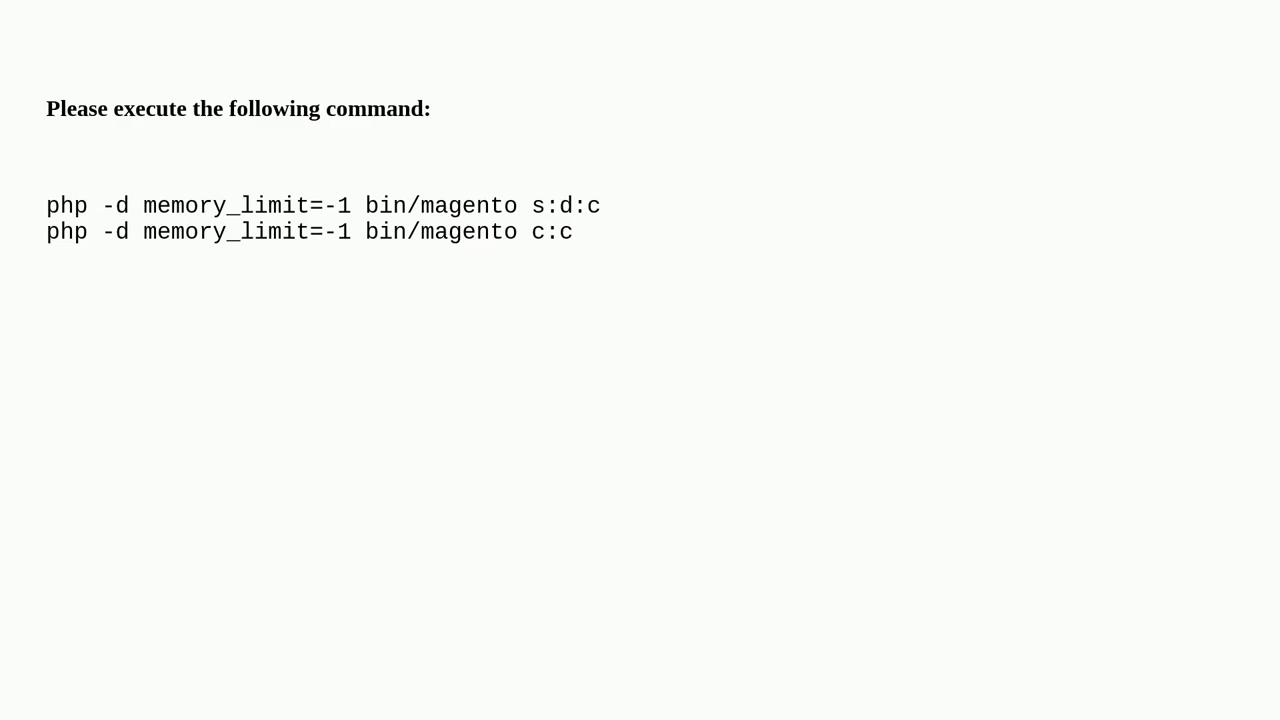 Please execute the following command:
php -d memory_limit=-1 bin/magento s:d:c
php -d memory_limit=-1 bin/magento c:c